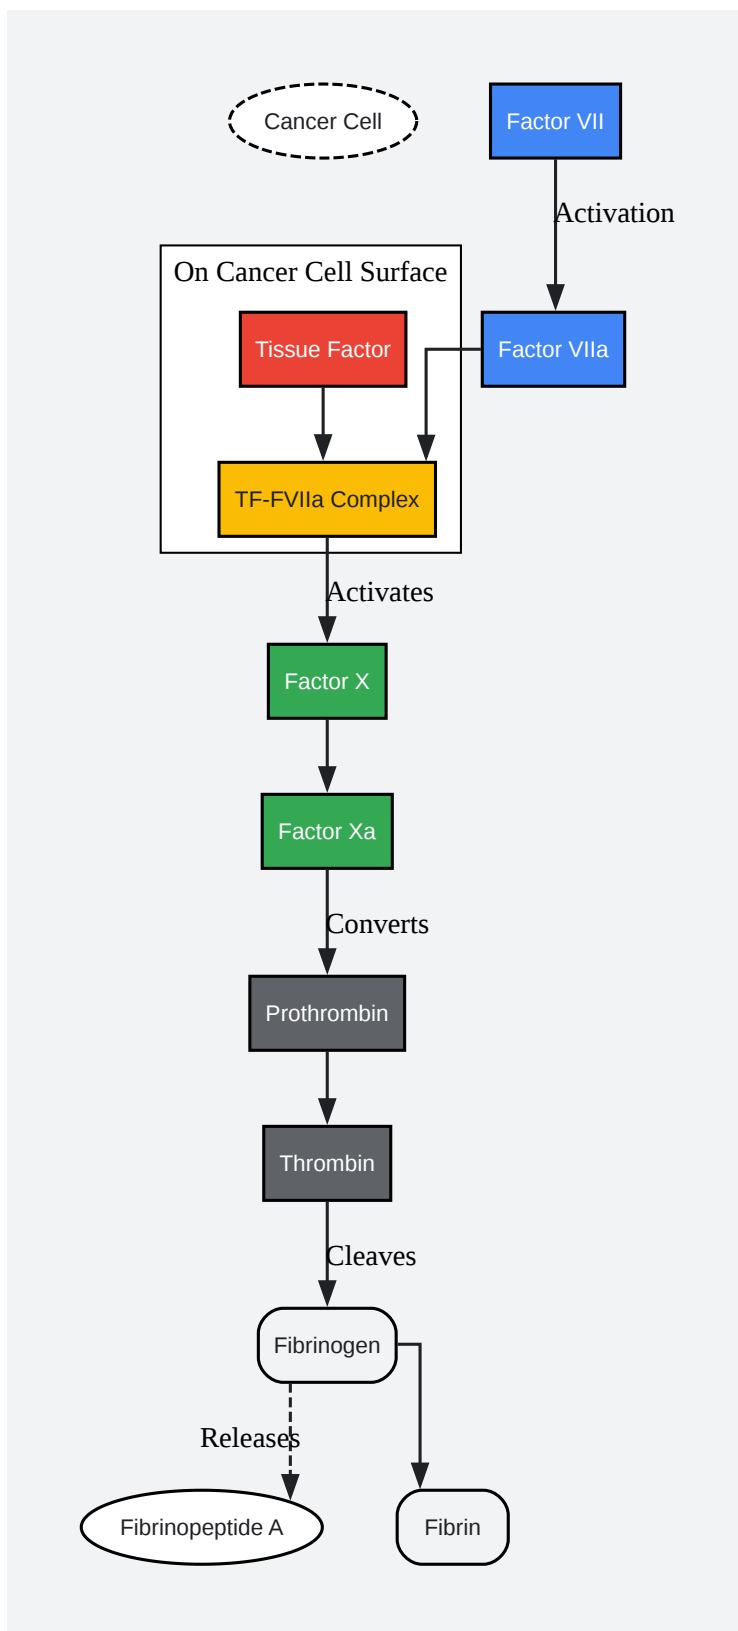 Cancer Cell
Factor VII
Activation
On Cancer Cell Surface
Tissue Factor
Factor VIIa
TF-FVIIa Complex
Activates
Factor X
Factor Xa
Converts
Prothrombin
Thrombin
Cleaves
Fibrinogen
Releases
Fibrinopeptide A
Fibrin